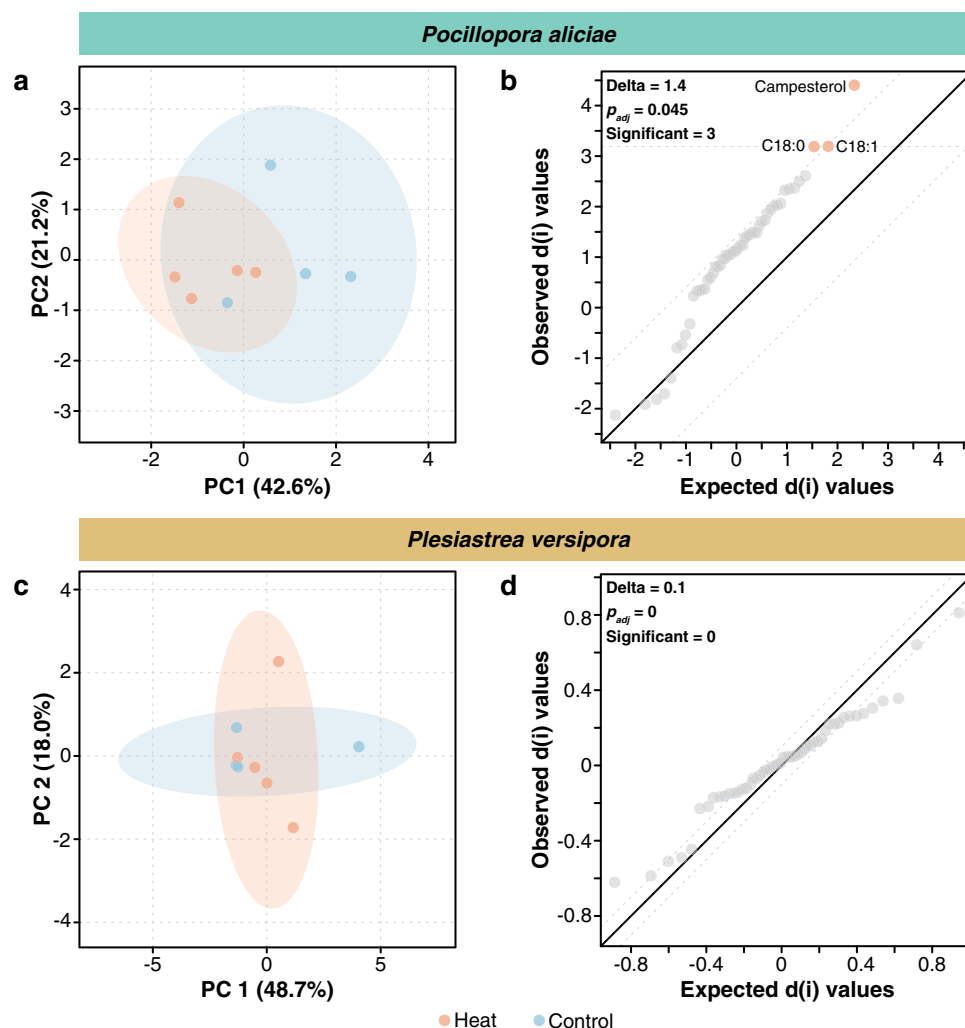 Pocillopora aliciae
a
3
2
1
0
-1
-2
-3
PC2 (21.2%)
-2 0 2 4
PC1 (42.6%)
b
Delta = 1.4
padj = 0.045
Significant = 3
Campesterol
C18:0 C18:1
4
3
2
1
0
-1
-2
Observed d(i) values
-2 -1 0 1 2 3 4
Expected d(i) values
Plesiastrea versipora
c
4
2
0
-2
-4
PC 2 (18.0%)
-5 0 5
PC 1 (48.7%)
d
Delta = 0.1
padj = 0
Significant = 0
0.8
0.4
0
-0.4
-0.8
Observed d(i) values
-0.8 -0.4 0 0.4 0.8
Expected d(i) values
Heat Control